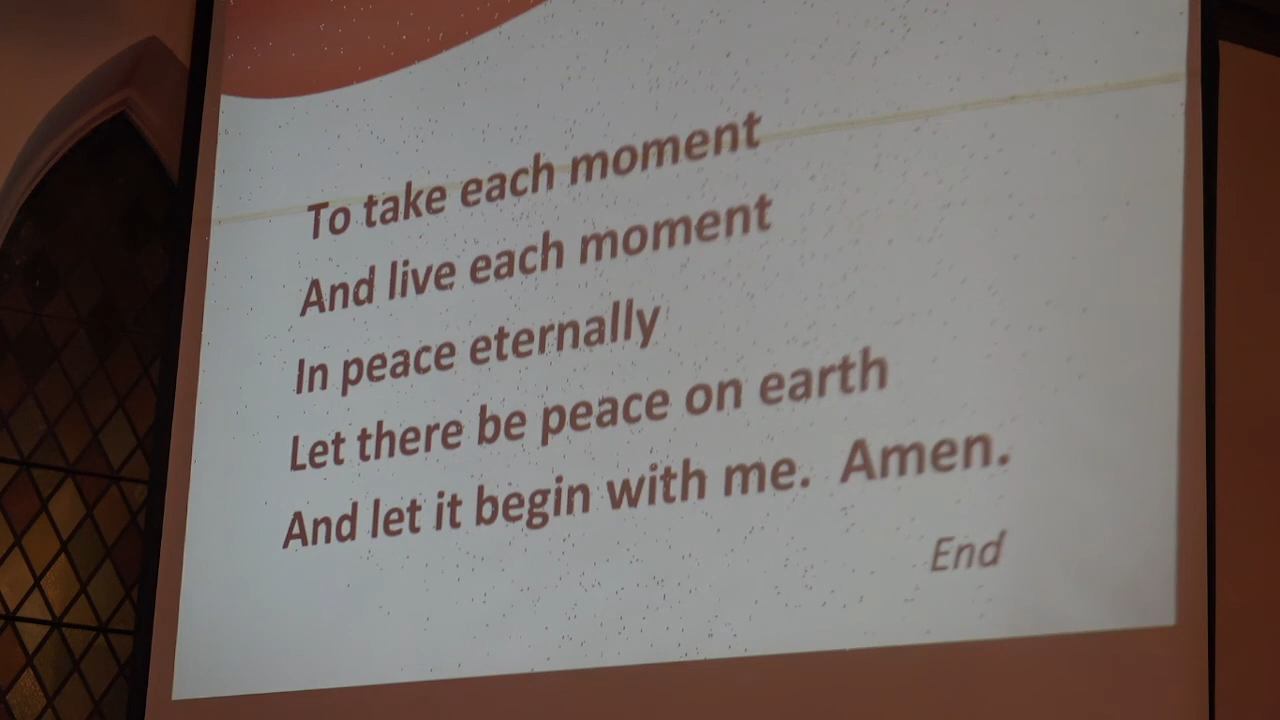 To take each moment
And live each moment
In peace eternally
Let there be peace on earth
And let it begin with me.  Amen.
End